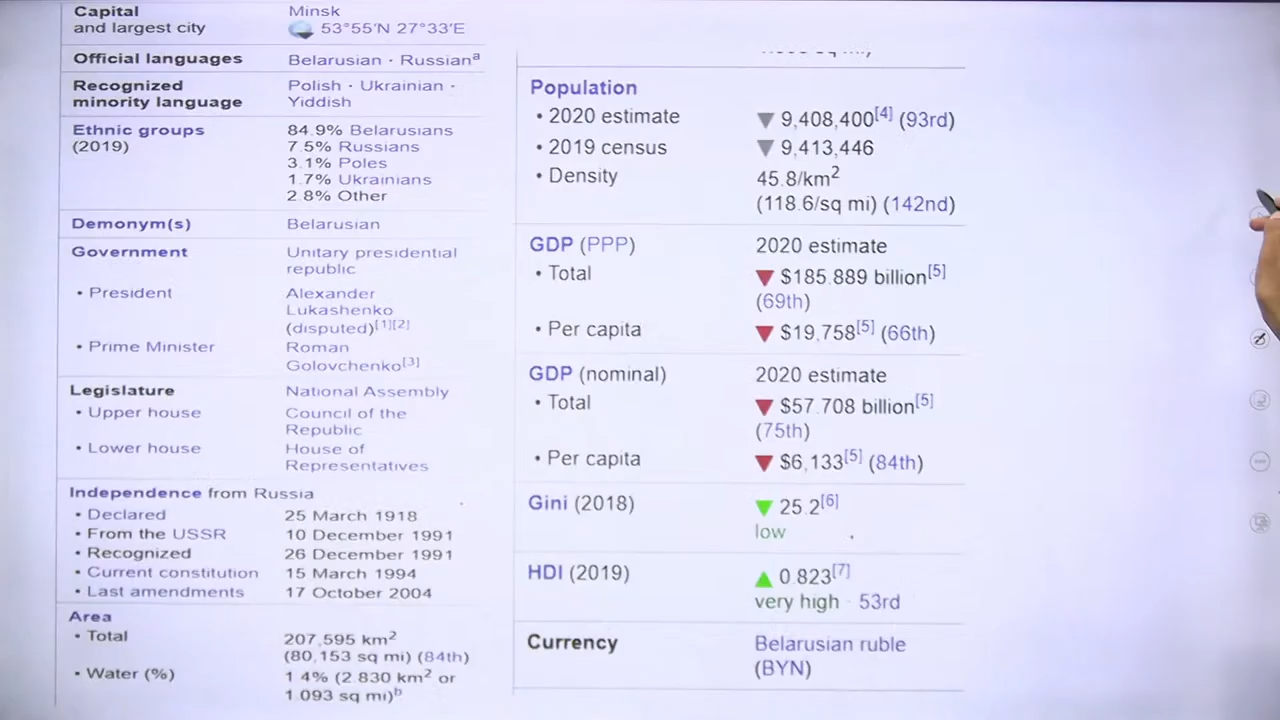 Capital
and largest city
Minsk
53°55′N 27°33′E
Official languages
Belarusian · Russianᵃ
Recognized
minority language
Polish · Ukrainian ·
Yiddish
Ethnic groups
(2019)
84.9% Belarusians
7.5% Russians
3.1% Poles
1.7% Ukrainians
2.8% Other
Demonym(s)
Belarusian
Government
Unitary presidential
republic
• President
Alexander
Lukashenko
(disputed)[1][2]
• Prime Minister
Roman
Golovchenko[3]
Legislature
National Assembly
• Upper house
Council of the
Republic
• Lower house
House of
Representatives
Independence from Russia
• Declared
25 March 1918
• From the USSR
10 December 1991
• Recognized
26 December 1991
• Current constitution
15 March 1994
• Last amendments
17 October 2004
Area
• Total
207,595 km²
(80,153 sq mi) (84th)
• Water (%)
1.4% (2.830 km² or
1.093 sq mi)ᵇ
Population
• 2020 estimate
▼ 9,408,400[4] (93rd)
• 2019 census
▼ 9,413,446
• Density
45.8/km²
(118.6/sq mi) (142nd)
GDP (PPP)
2020 estimate
• Total
▼ $185.889 billion[5]
(69th)
• Per capita
▼ $19,758[5] (66th)
GDP (nominal)
2020 estimate
• Total
▼ $57.708 billion[5]
(75th)
• Per capita
▼ $6,133[5] (84th)
Gini (2018)
▼ 25.2[6]
low
HDI (2019)
▲ 0.823[7]
very high · 53rd
Currency
Belarusian ruble
(BYN)